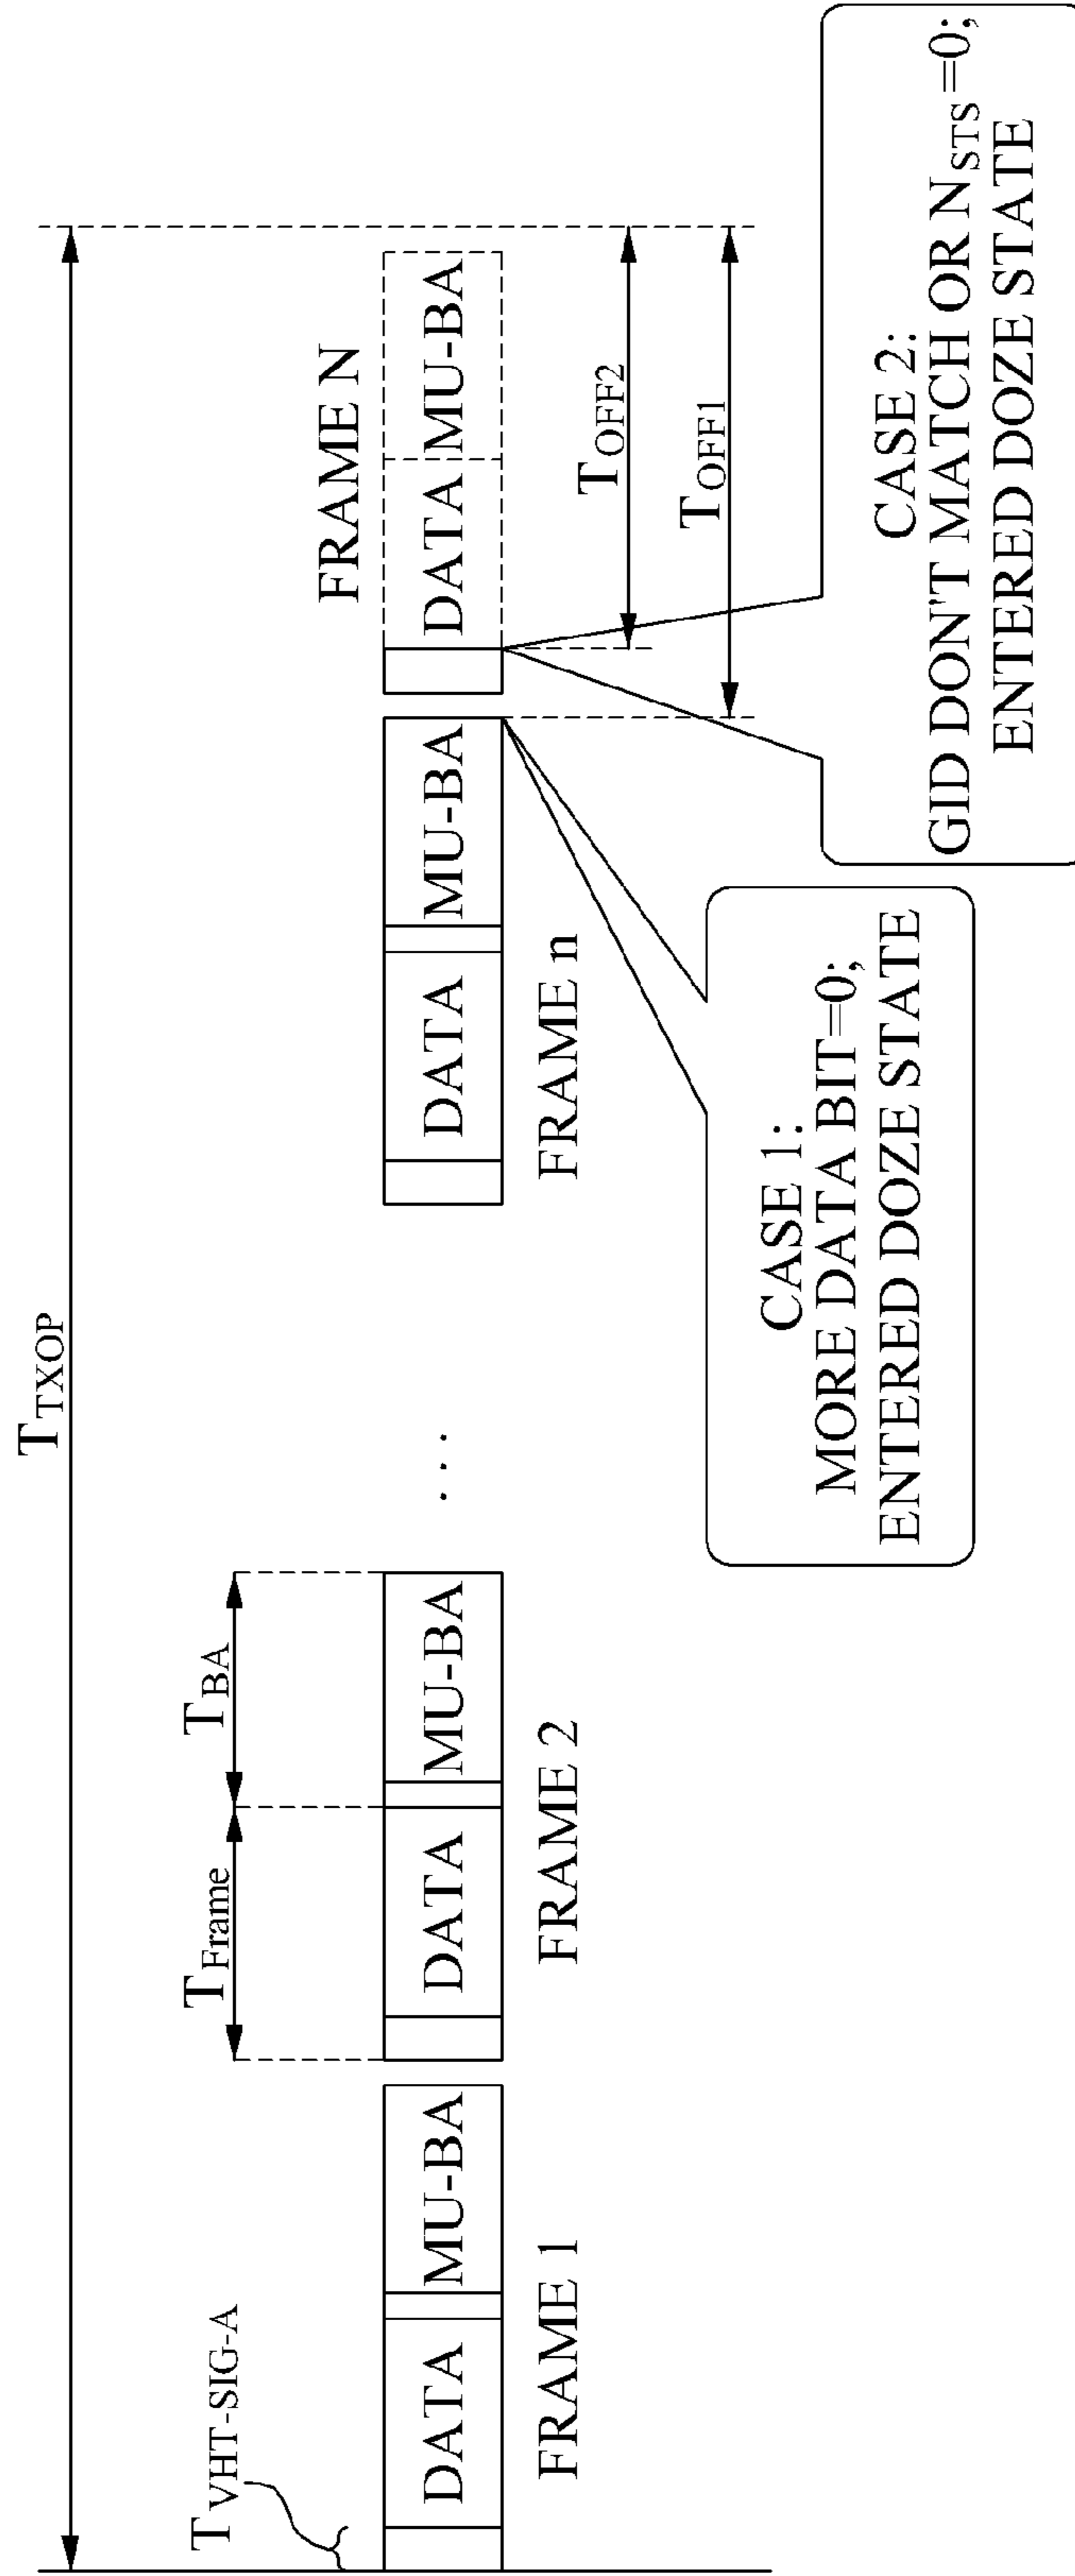 T_TXOP
T_VHT-SIG-A
T_Frame
T_BA
FRAME N
DATA
MU-BA
DATA
MU-BA
...
DATA
MU-BA
DATA
MU-BA
FRAME 1
FRAME 2
FRAME n
T_OFF2
T_OFF1
CASE 1:
MORE DATA BIT=0;
ENTERED DOZE STATE
CASE 2:
GID DON'T MATCH OR N_STS=0;
ENTERED DOZE STATE